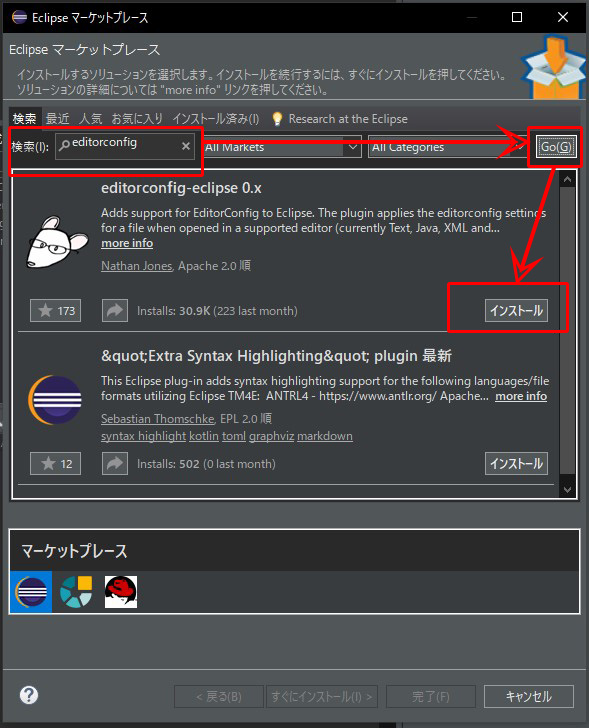 Eclipse マーケットプレース
Eclipse マーケットプレース
インストールするソリューションを選択します。インストールを続行するには、すぐにインストールを押してください。
ソリューションの詳細については "more info" リンクを押してください。
検索 最近 人気 お気に入り インストール済み(I) Research at the Eclipse
検索(I): editorconfig × All Markets All Categories Go(G)
editorconfig-eclipse 0.x
Adds support for EditorConfig to Eclipse. The plugin applies the editorconfig settings
for a file when opened in a supported editor (currently Text, Java, XML and...
more info
Nathan Jones, Apache 2.0 順
173 Installs: 30.9K (223 last month) インストール
&quot;Extra Syntax Highlighting&quot; plugin 最新
This Eclipse plug-in adds syntax highlighting support for the following languages/file
formats utilizing Eclipse TM4E: ANTRL4 - https://www.antlr.org/ Apache... more info
Sebastian Thomschke, EPL 2.0 順
syntax highlight kotlin toml graphviz markdown
12 Installs: 502 (0 last month) インストール
マーケットプレース
? < 戻る(B) すぐにインストール(I) > 完了(F) キャンセル